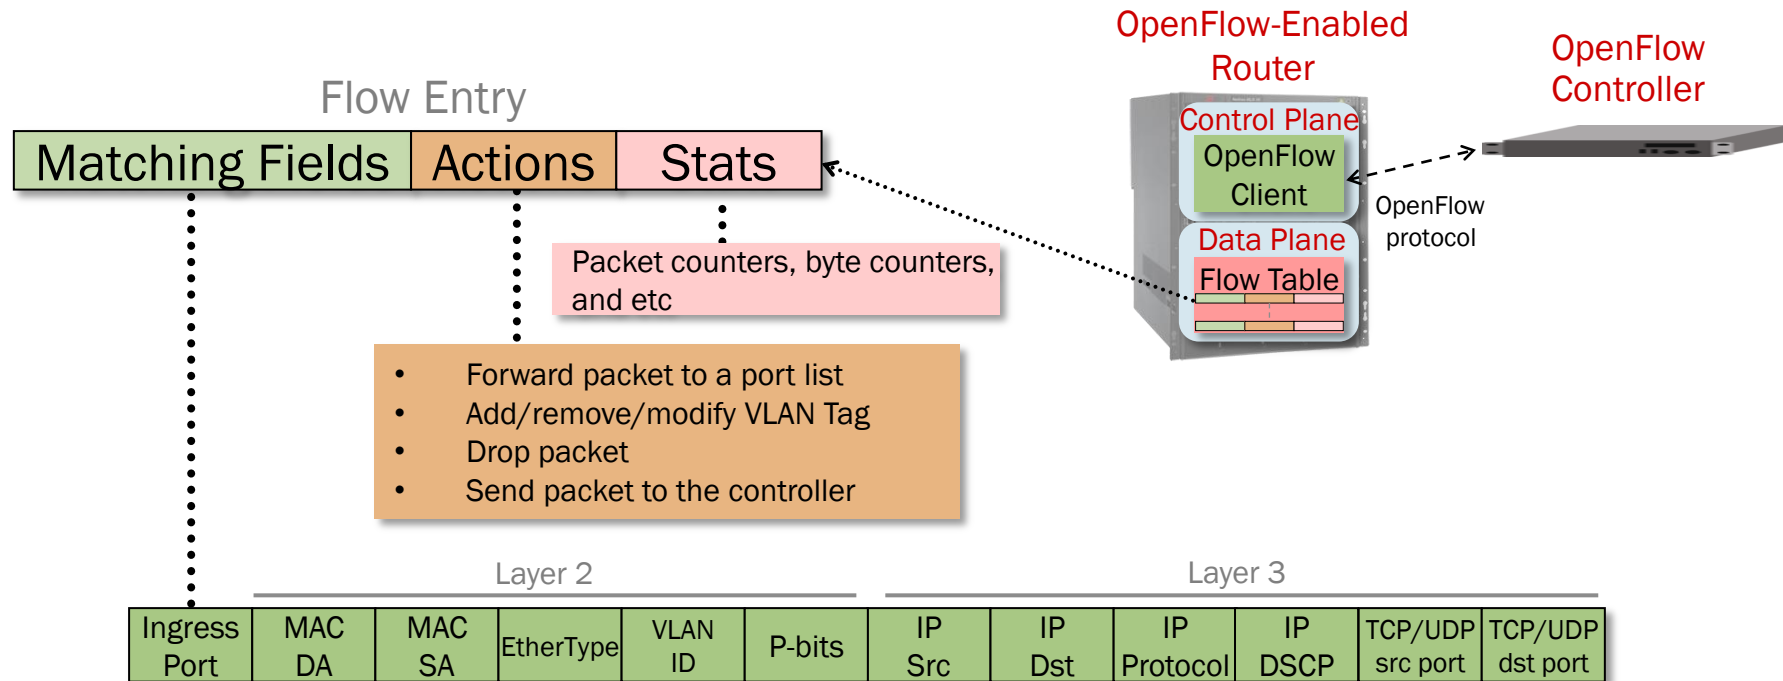 OpenFlow-Enabled
Router
OpenFlow
Controller
Flow Entry
Matching Fields
Actions
Stats
Control Plane
OpenFlow
Client
OpenFlow
protocol
Data Plane
Flow Table
Packet counters, byte counters,
and etc
• Forward packet to a port list
• Add/remove/modify VLAN Tag
• Drop packet
• Send packet to the controller
Layer 2
Layer 3
Ingress
Port
MAC
DA
MAC
SA
EtherType
VLAN
ID
P-bits
IP
Src
IP
Dst
IP
Protocol
IP
DSCP
TCP/UDP
src port
TCP/UDP
dst port